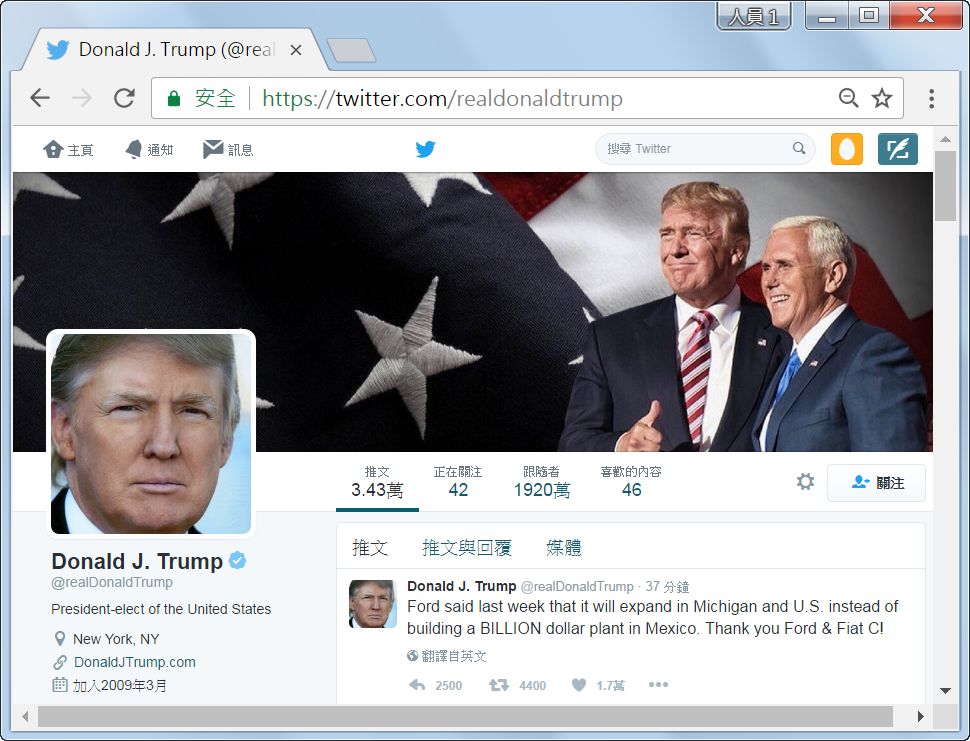 人員 1
Donald J. Trump (@real
安全 https://twitter.com/realdonaldtrump
主頁 通知 訊息 搜尋 Twitter
推文 正在關注 跟隨者 喜歡的內容
3.43萬 42 1920萬 46
關注
Donald J. Trump
@realDonaldTrump
President-elect of the United States
New York, NY
DonaldJTrump.com
加入2009年3月
推文 推文與回覆 媒體
Donald J. Trump @realDonaldTrump · 37 分鐘
Ford said last week that it will expand in Michigan and U.S. instead of
building a BILLION dollar plant in Mexico. Thank you Ford & Fiat C!
翻譯自英文
2500 4400 1.7萬